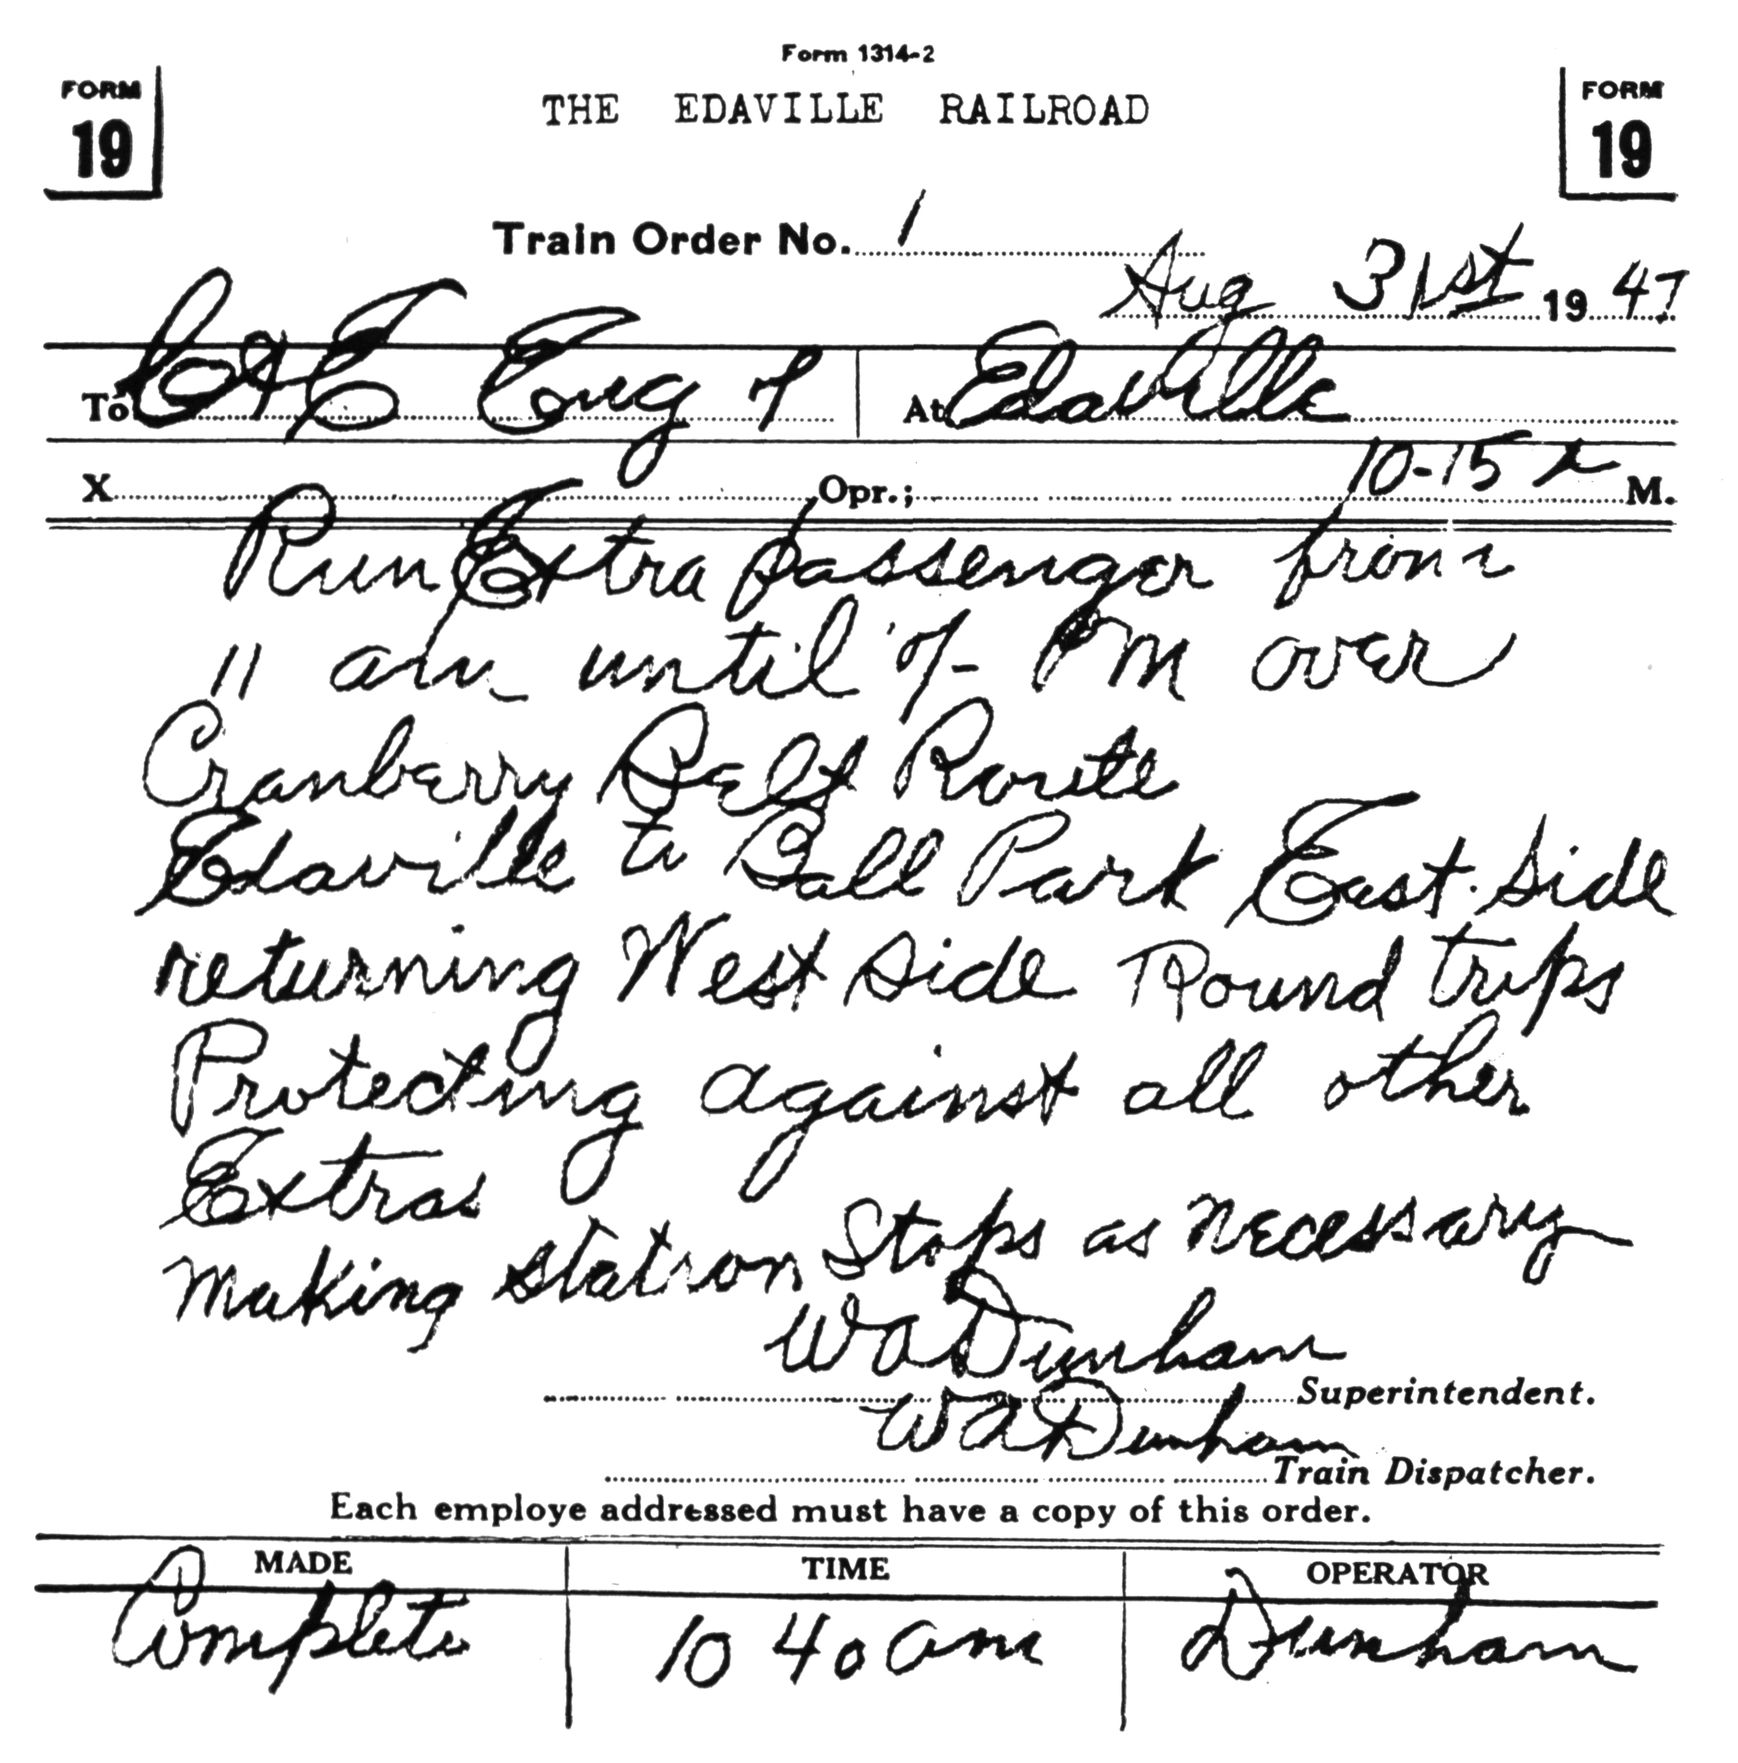 Form 1314-2
FORM 19 THE EDAVILLE RAILROAD FORM 19
Train Order No. 1
Aug 31st 19 47
To C & E Eng 7 At Edaville
X Opr.; 10-15 a M.
Run Extra passenger from
11 am until 7 PM over
Cranberry Belt Route
Edaville to Ball Park East Side
returning West Side Round trips
Protecting against all other
Extras
Making station Stops as necessary
WA Dunham
Superintendent.
WA Dunham
Train Dispatcher.
Each employe addressed must have a copy of this order.
MADE TIME OPERATOR
Complete 10 40 am Dunham